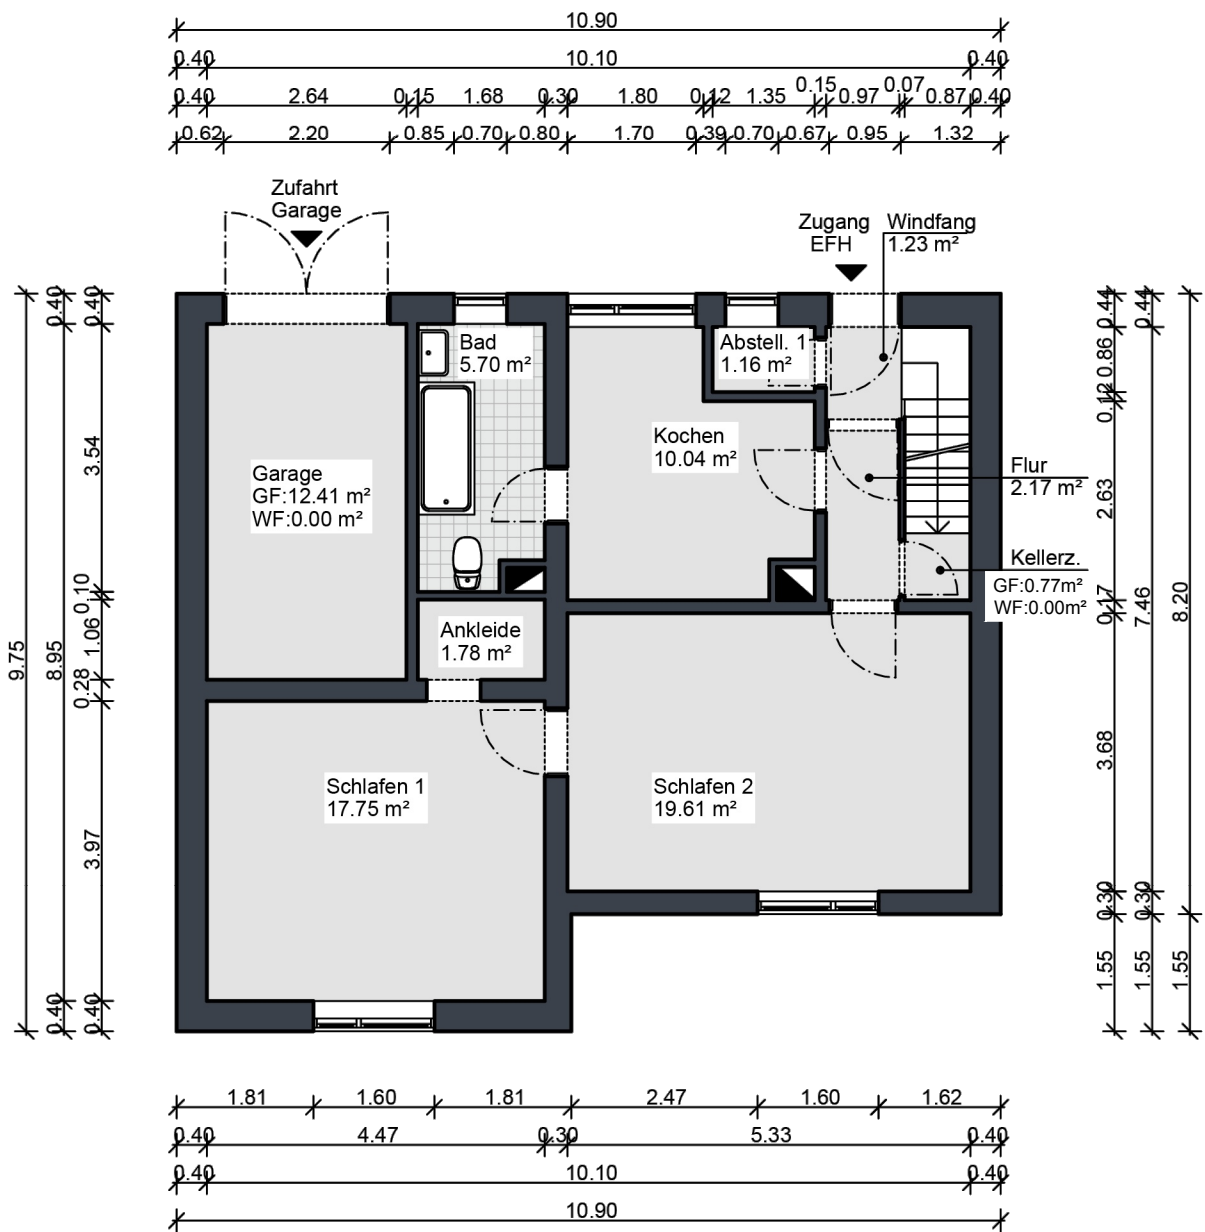 10.90
0.40 10.10 0.40
0.40 2.64 0.15 1.68 0.30 1.80 0.12 1.35 0.15 0.97 0.07 0.87 0.40
0.62 2.20 0.85 0.70 0.80 1.70 0.39 0.70 0.67 0.95 1.32
Zufahrt
Garage
Zugang
EFH
Windfang
1.23 m²
Bad
5.70 m²
Abstell. 1
1.16 m²
Kochen
10.04 m²
Garage
GF:12.41 m²
WF:0.00 m²
Flur
2.17 m²
Kellerz.
GF:0.77m²
WF:0.00m²
Ankleide
1.78 m²
Schlafen 1
17.75 m²
Schlafen 2
19.61 m²
9.75
0.40 8.95 0.40
0.40 3.54 0.10 1.06 0.28 3.97 0.40
0.44 0.86 0.12 2.63 0.17 3.68 0.30 1.55
0.44 7.46 0.30 1.55
8.20 1.55
1.81 1.60 1.81 2.47 1.60 1.62
0.40 4.47 0.30 5.33 0.40
0.40 10.10 0.40
10.90